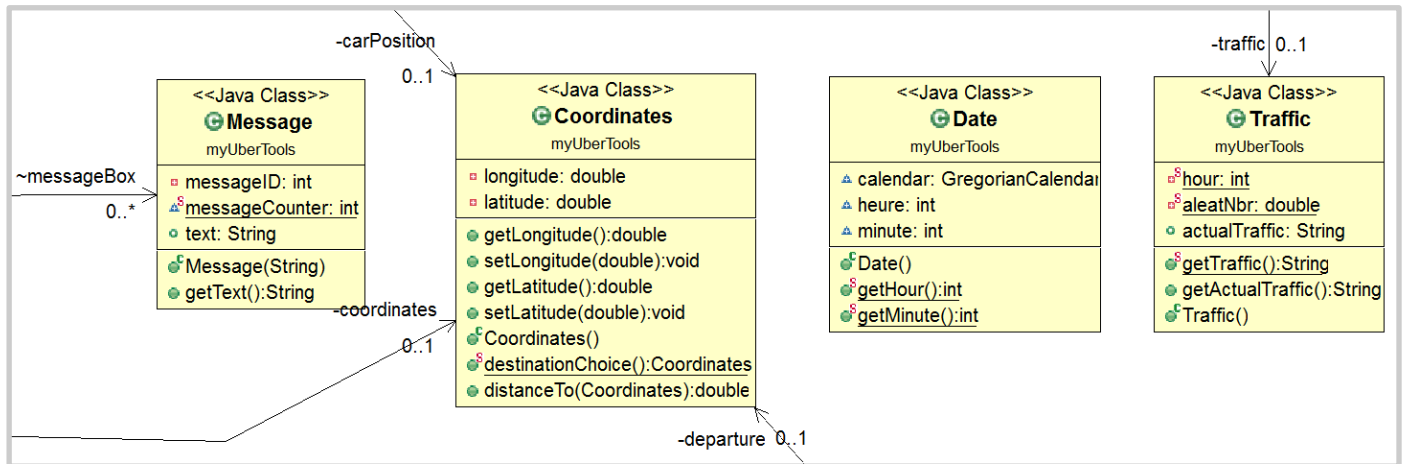 -carPosition
0..1
-traffic 0..1
~messageBox
0..*
<<Java Class>>
C Message
myUberTools
messageID: int
S messageCounter: int
text: String
C Message(String)
getText():String
-coordinates
0..1
<<Java Class>>
C Coordinates
myUberTools
longitude: double
latitude: double
getLongitude():double
setLongitude(double):void
getLatitude():double
setLatitude(double):void
C Coordinates()
S destinationChoice():Coordinates
distanceTo(Coordinates):double
-departure 0..1
<<Java Class>>
C Date
myUberTools
calendar: GregorianCalendar
heure: int
minute: int
C Date()
S getHour():int
S getMinute():int
<<Java Class>>
C Traffic
myUberTools
S hour: int
S aleatNbr: double
actualTraffic: String
S getTraffic():String
getActualTraffic():String
C Traffic()